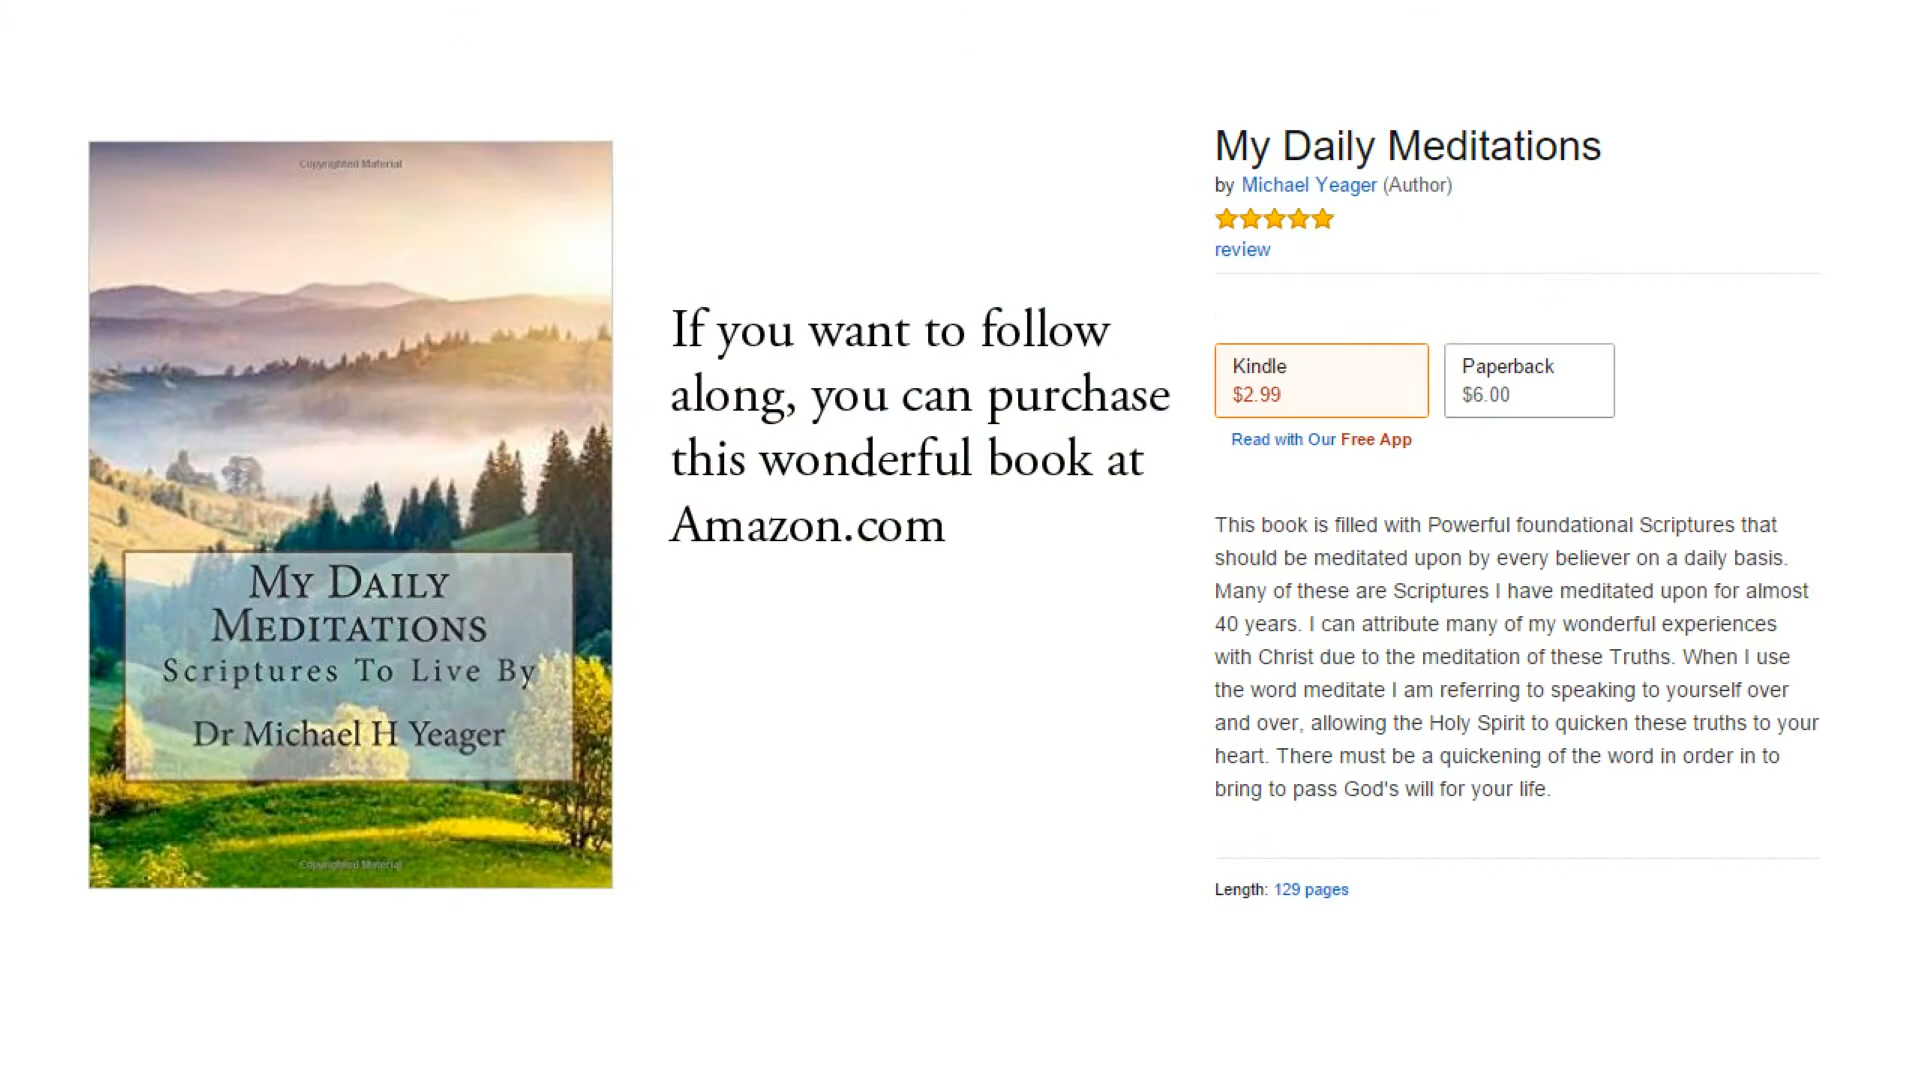 Copyrighted Material
My Daily
Meditations
Scriptures To Live By
Dr Michael H Yeager
Copyrighted Material
If you want to follow
along, you can purchase
this wonderful book at
Amazon.com
My Daily Meditations
by Michael Yeager (Author)
review
Kindle
$2.99
Paperback
$6.00
Read with Our Free App
This book is filled with Powerful foundational Scriptures that
should be meditated upon by every believer on a daily basis.
Many of these are Scriptures I have meditated upon for almost
40 years. I can attribute many of my wonderful experiences
with Christ due to the meditation of these Truths. When I use
the word meditate I am referring to speaking to yourself over
and over, allowing the Holy Spirit to quicken these truths to your
heart. There must be a quickening of the word in order in to
bring to pass God's will for your life.
Length: 129 pages